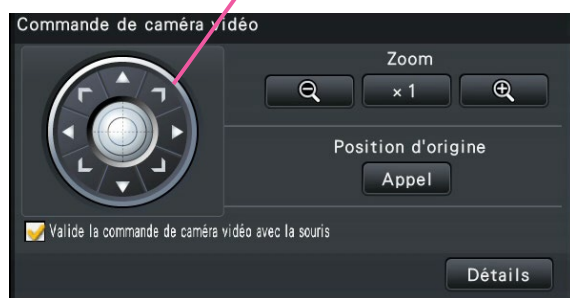 Commande de caméra vidéo
Zoom
× 1
Position d'origine
Appel
Valide la commande de caméra vidéo avec la souris
Détails